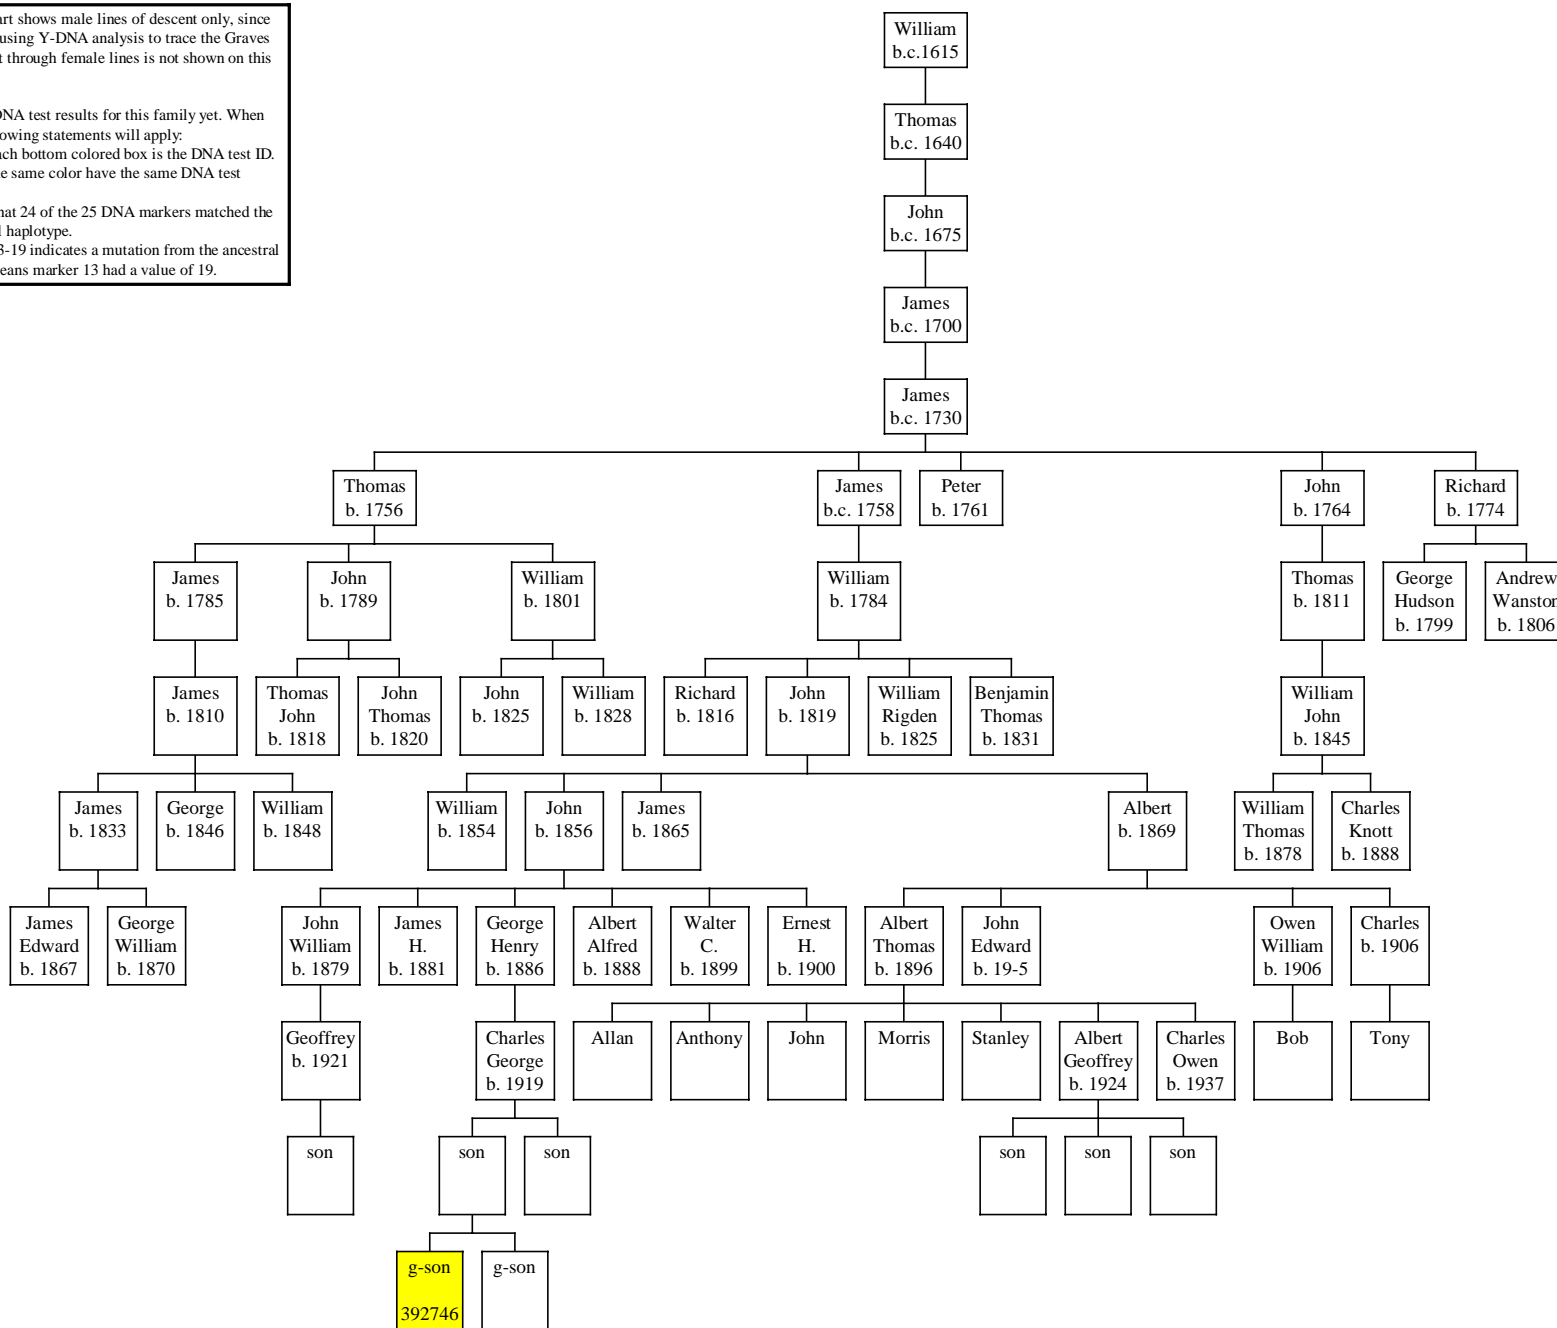 art shows male lines of descent only, since
using Y-DNA analysis to trace the Graves
t through female lines is not shown on this
DNA test results for this family yet. When
owing statements will apply:
ach bottom colored box is the DNA test ID.
e same color have the same DNA test
hat 24 of the 25 DNA markers matched the
l haplotype.
3-19 indicates a mutation from the ancestral
eans marker 13 had a value of 19.
William
b.c.1615
Thomas
b.c. 1640
John
b.c. 1675
James
b.c. 1700
James
b.c. 1730
Thomas
b. 1756
James
b.c. 1758
Peter
b. 1761
John
b. 1764
Richard
b. 1774
James
b. 1785
John
b. 1789
William
b. 1801
William
b. 1784
Thomas
b. 1811
George
Hudson
b. 1799
Andrew
Wanston
b. 1806
James
b. 1810
Thomas
John
b. 1818
John
Thomas
b. 1820
John
b. 1825
William
b. 1828
Richard
b. 1816
John
b. 1819
William
Rigden
b. 1825
Benjamin
Thomas
b. 1831
William
John
b. 1845
James
b. 1833
George
b. 1846
William
b. 1848
William
b. 1854
John
b. 1856
James
b. 1865
Albert
b. 1869
William
Thomas
b. 1878
Charles
Knott
b. 1888
James
Edward
b. 1867
George
William
b. 1870
John
William
b. 1879
James
H.
b. 1881
George
Henry
b. 1886
Albert
Alfred
b. 1888
Walter
C.
b. 1899
Ernest
H.
b. 1900
Albert
Thomas
b. 1896
John
Edward
b. 19-5
Owen
William
b. 1906
Charles
b. 1906
Geoffrey
b. 1921
Charles
George
b. 1919
Allan
Anthony
John
Morris
Stanley
Albert
Geoffrey
b. 1924
Charles
Owen
b. 1937
Bob
Tony
son
son
son
son
son
son
g-son
392746
g-son